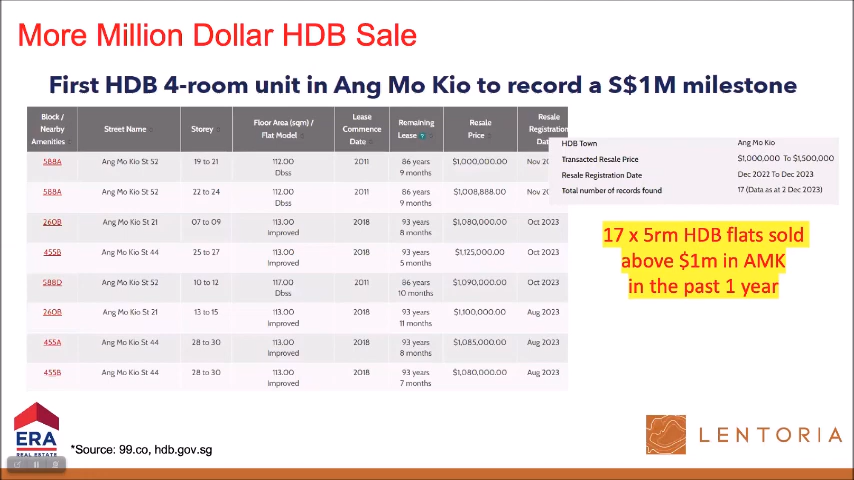 More Million Dollar HDB Sale
First HDB 4-room unit in Ang Mo Kio to record a S$1M milestone
Block / Nearby Amenities Street Name Storey Floor Area (sqm) / Flat Model Lease Commence Date Remaining Lease ? Resale Price Resale Registration
588A Ang Mo Kio St 52 19 to 21 112.00 Dbss 2011 86 years 9 months $1,000,000.00 Nov
588A Ang Mo Kio St 52 22 to 24 112.00 Dbss 2011 86 years 9 months $1,008,888.00 Nov
260B Ang Mo Kio St 21 07 to 09 113.00 Improved 2018 93 years 8 months $1,080,000.00 Oct 2023
455B Ang Mo Kio St 44 25 to 27 113.00 Improved 2018 93 years 5 months $1,125,000.00 Oct 2023
588D Ang Mo Kio St 52 10 to 12 117.00 Dbss 2011 86 years 10 months $1,090,000.00 Oct 2023
260B Ang Mo Kio St 21 13 to 15 113.00 Improved 2018 93 years 11 months $1,100,000.00 Aug 2023
455A Ang Mo Kio St 44 28 to 30 113.00 Improved 2018 93 years 8 months $1,085,000.00 Aug 2023
455B Ang Mo Kio St 44 28 to 30 113.00 Improved 2018 93 years 7 months $1,080,000.00 Aug 2023
HDB Town Ang Mo Kio
Transacted Resale Price $1,000,000 To $1,500,000
Resale Registration Date Dec 2022 To Dec 2023
Total number of records found 17 (Data as at 2 Dec 2023)
17 x 5rm HDB flats sold
above $1m in AMK
in the past 1 year
ERA
REAL ESTATE
*Source: 99.co, hdb.gov.sg
LENTORIA